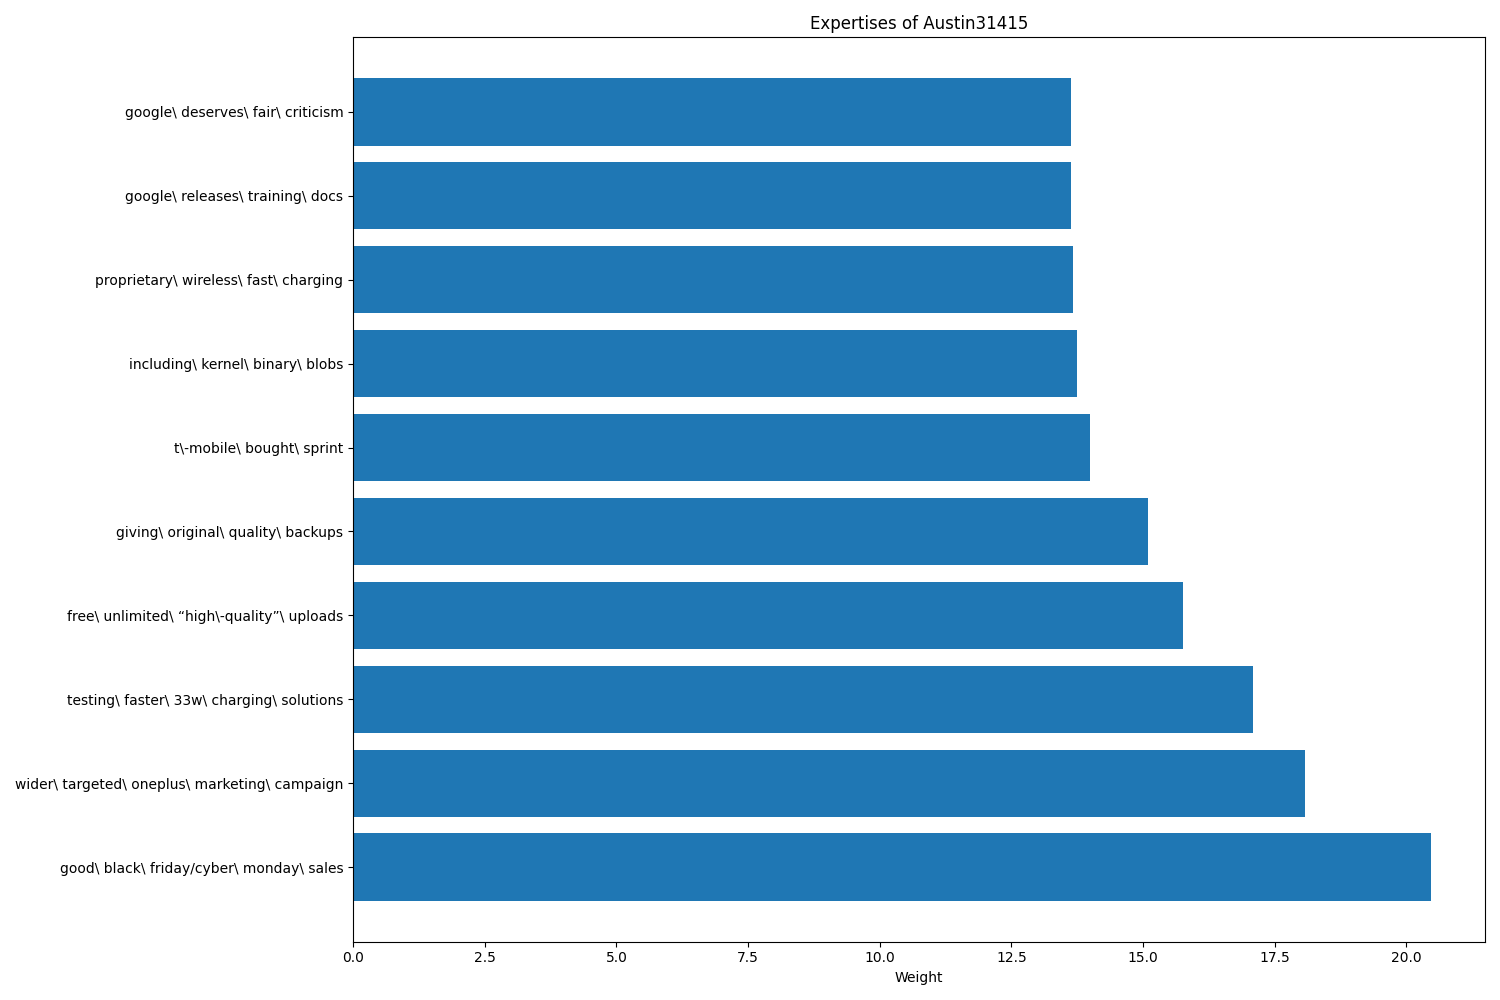 Expertises of Austin31415
google\ deserves\ fair\ criticism
google\ releases\ training\ docs
proprietary\ wireless\ fast\ charging
including\ kernel\ binary\ blobs
t\-mobile\ bought\ sprint
giving\ original\ quality\ backups
free\ unlimited\ “high\-quality”\ uploads
testing\ faster\ 33w\ charging\ solutions
wider\ targeted\ oneplus\ marketing\ campaign
good\ black\ friday/cyber\ monday\ sales
0.0 2.5 5.0 7.5 10.0 12.5 15.0 17.5 20.0
Weight